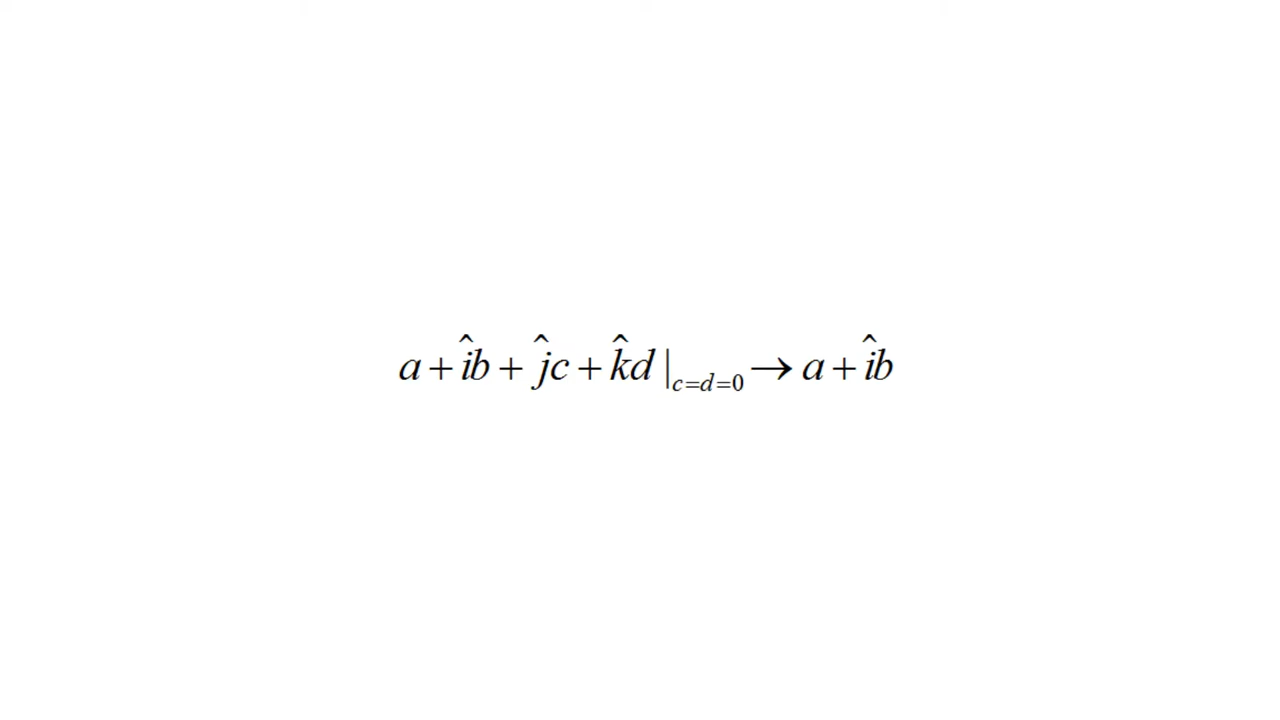 a + îb + ĵc + k̂d |_{c=d=0} → a + îb